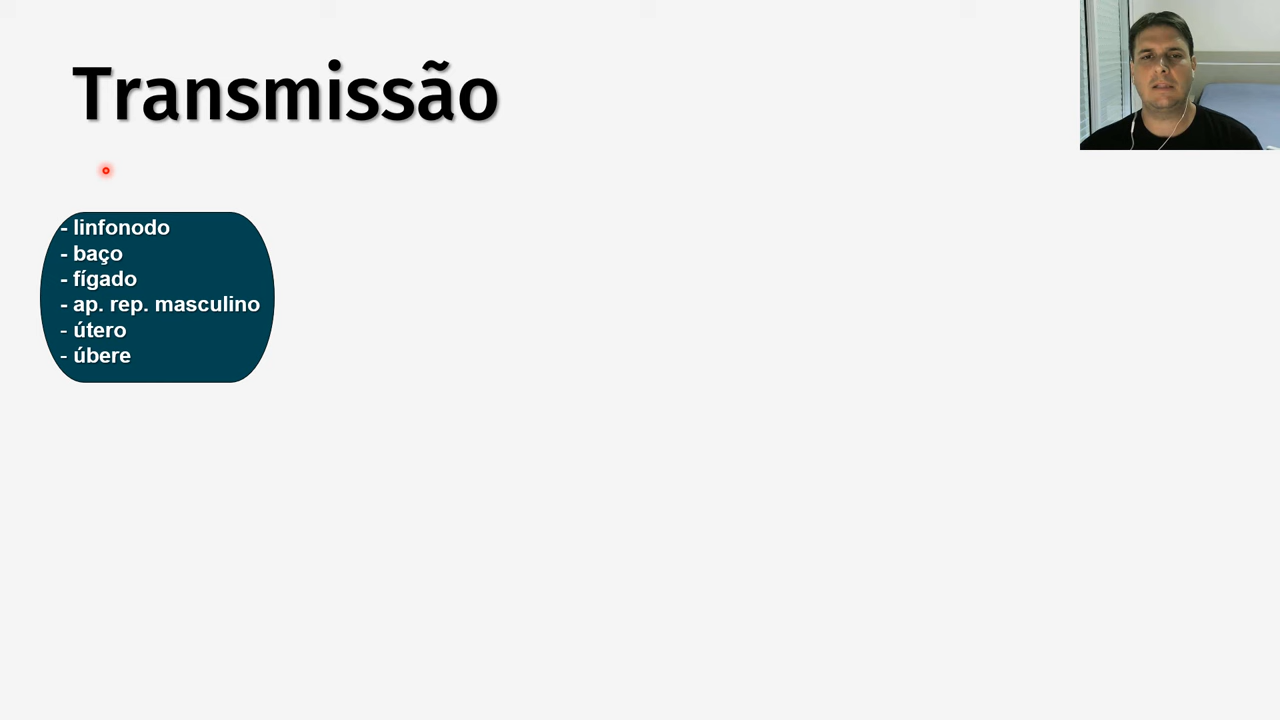 Transmissão
- linfonodo
- baço
- fígado
- ap. rep. masculino
- útero
- úbere